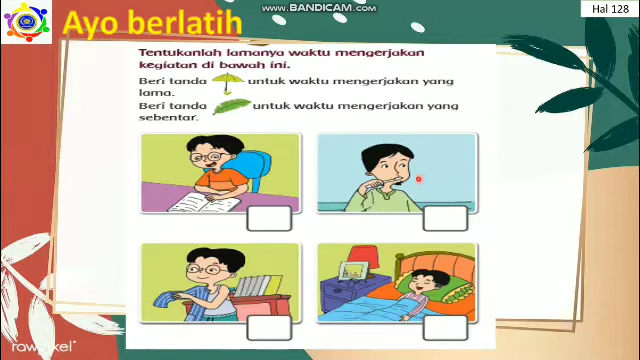 www.BANDICAM.com
Hal 128
Ayo berlatih
Tentukanlah lamanya waktu mengerjakan
kegiatan di bawah ini.
Beri tanda untuk waktu mengerjakan yang
lama.
Beri tanda untuk waktu mengerjakan yang
sebentar.
rawpixel